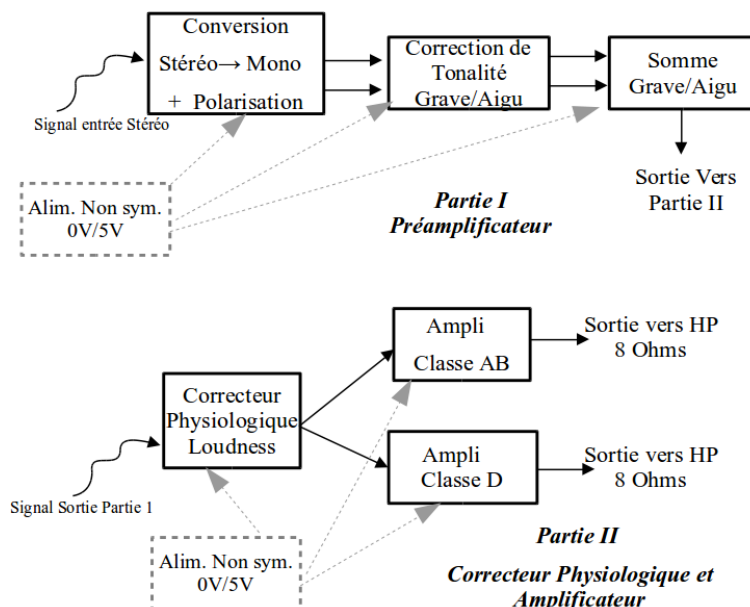 Conversion
Stéréo→ Mono
+ Polarisation
Correction de
Tonalité
Grave/Aigu
Somme
Grave/Aigu
Signal entrée Stéréo
Alim. Non sym.
0V/5V
Partie I
Préamplificateur
Sortie Vers
Partie II
Ampli
Classe AB
Sortie vers HP
8 Ohms
Correcteur
Physiologique
Loudness
Ampli
Classe D
Sortie vers HP
8 Ohms
Signal Sortie Partie 1
Alim. Non sym.
0V/5V
Partie II
Correcteur Physiologique et
Amplificateur